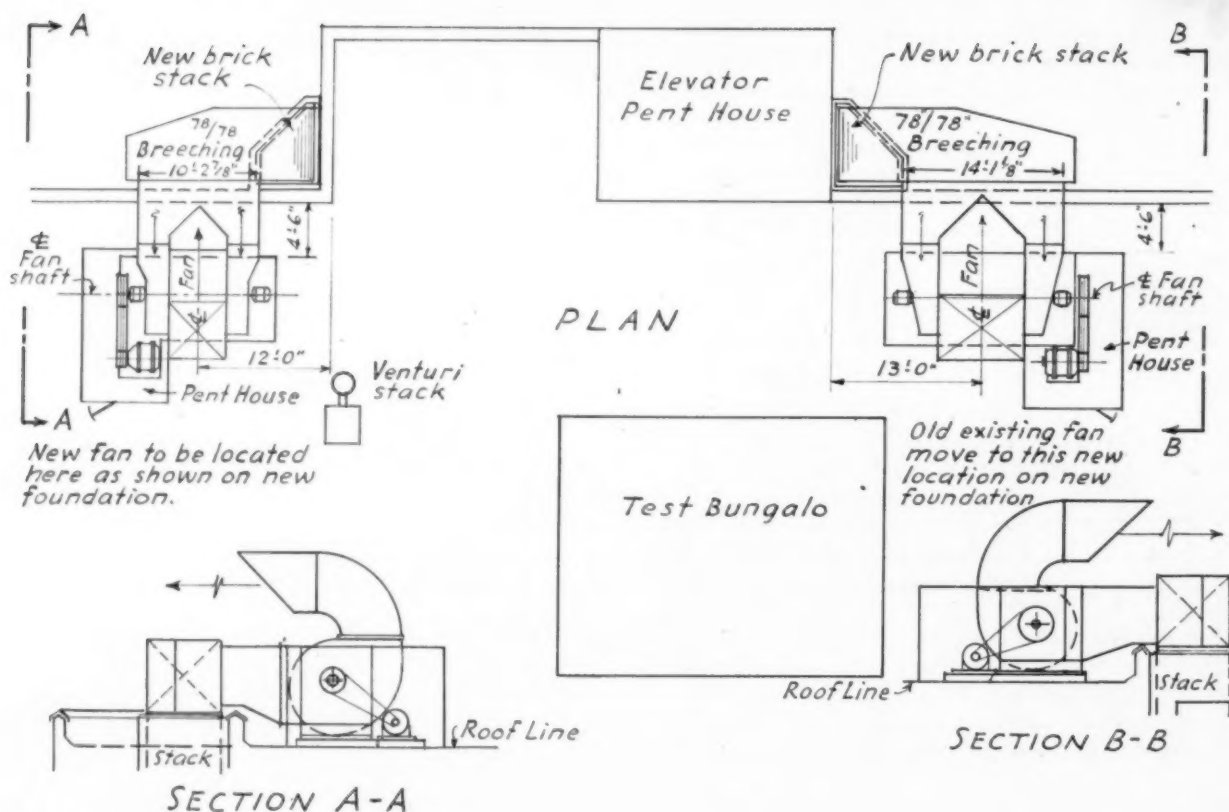 A
New brick
stack
78/78
Breeching
10'-2 7/8"
4'-6"
℄
Fan
shaft
Fan
℄
12'-0"
Pent House
A
New fan to be located
here as shown on new
foundation.
Venturi
stack
Elevator
Pent House
PLAN
Test Bungalo
B
New brick stack
78"/78"
Breeching
14'-1 1/8"
4'-6"
Fan
℄
℄ Fan
shaft
Pent
House
13'-0"
B
Old existing fan
move to this new
location on new
foundation
Roof Line
Stack
SECTION A-A
Roof Line
Stack
SECTION B-B